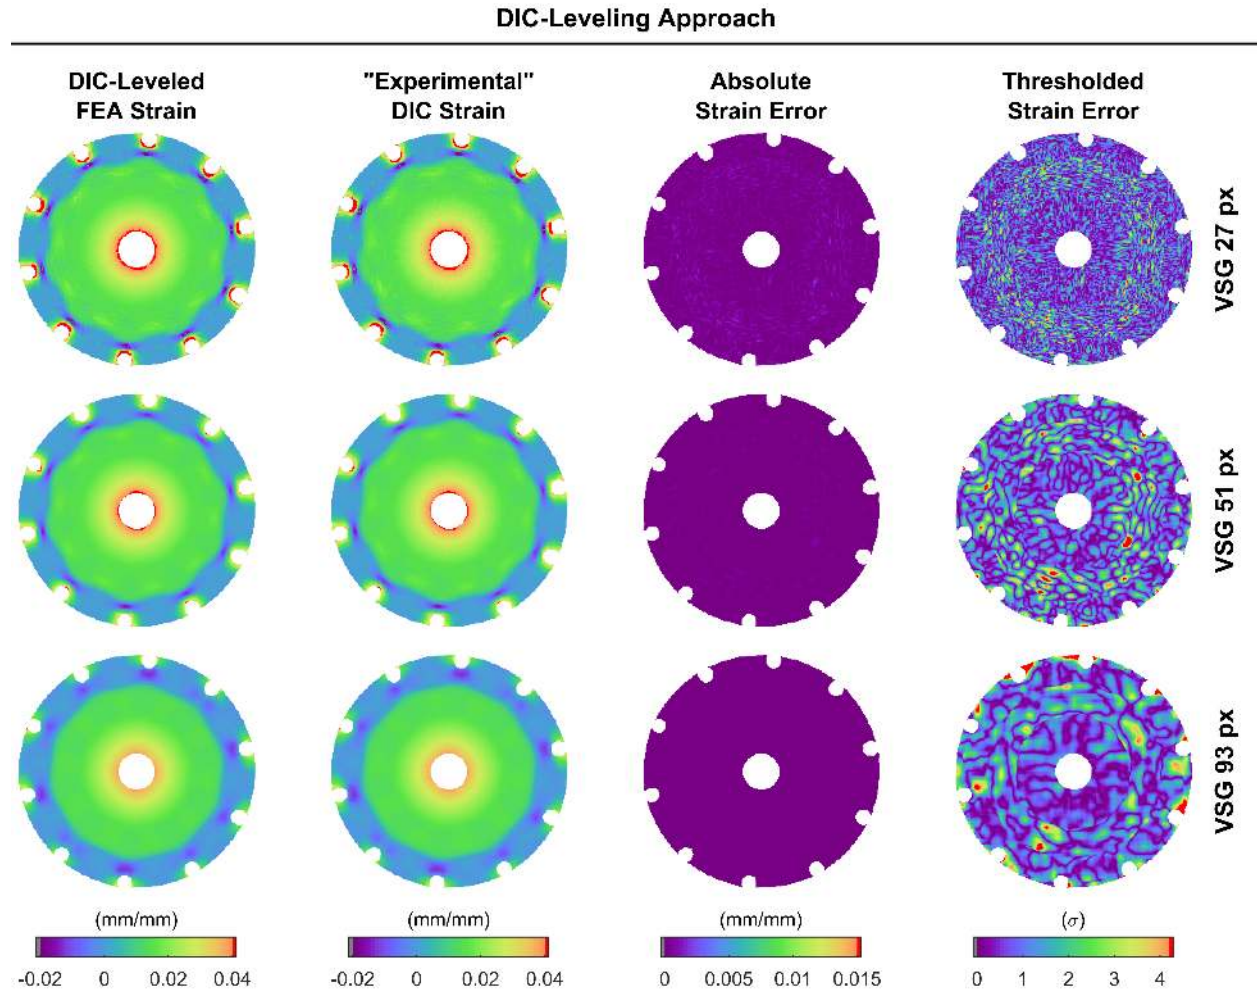 DIC-Leveling Approach
DIC-Leveled
FEA Strain
"Experimental"
DIC Strain
Absolute
Strain Error
Thresholded
Strain Error
VSG 27 px
VSG 51 px
VSG 93 px
(mm/mm)
-0.02 0 0.02 0.04
(mm/mm)
-0.02 0 0.02 0.04
(mm/mm)
0 0.005 0.01 0.015
(σ)
0 1 2 3 4